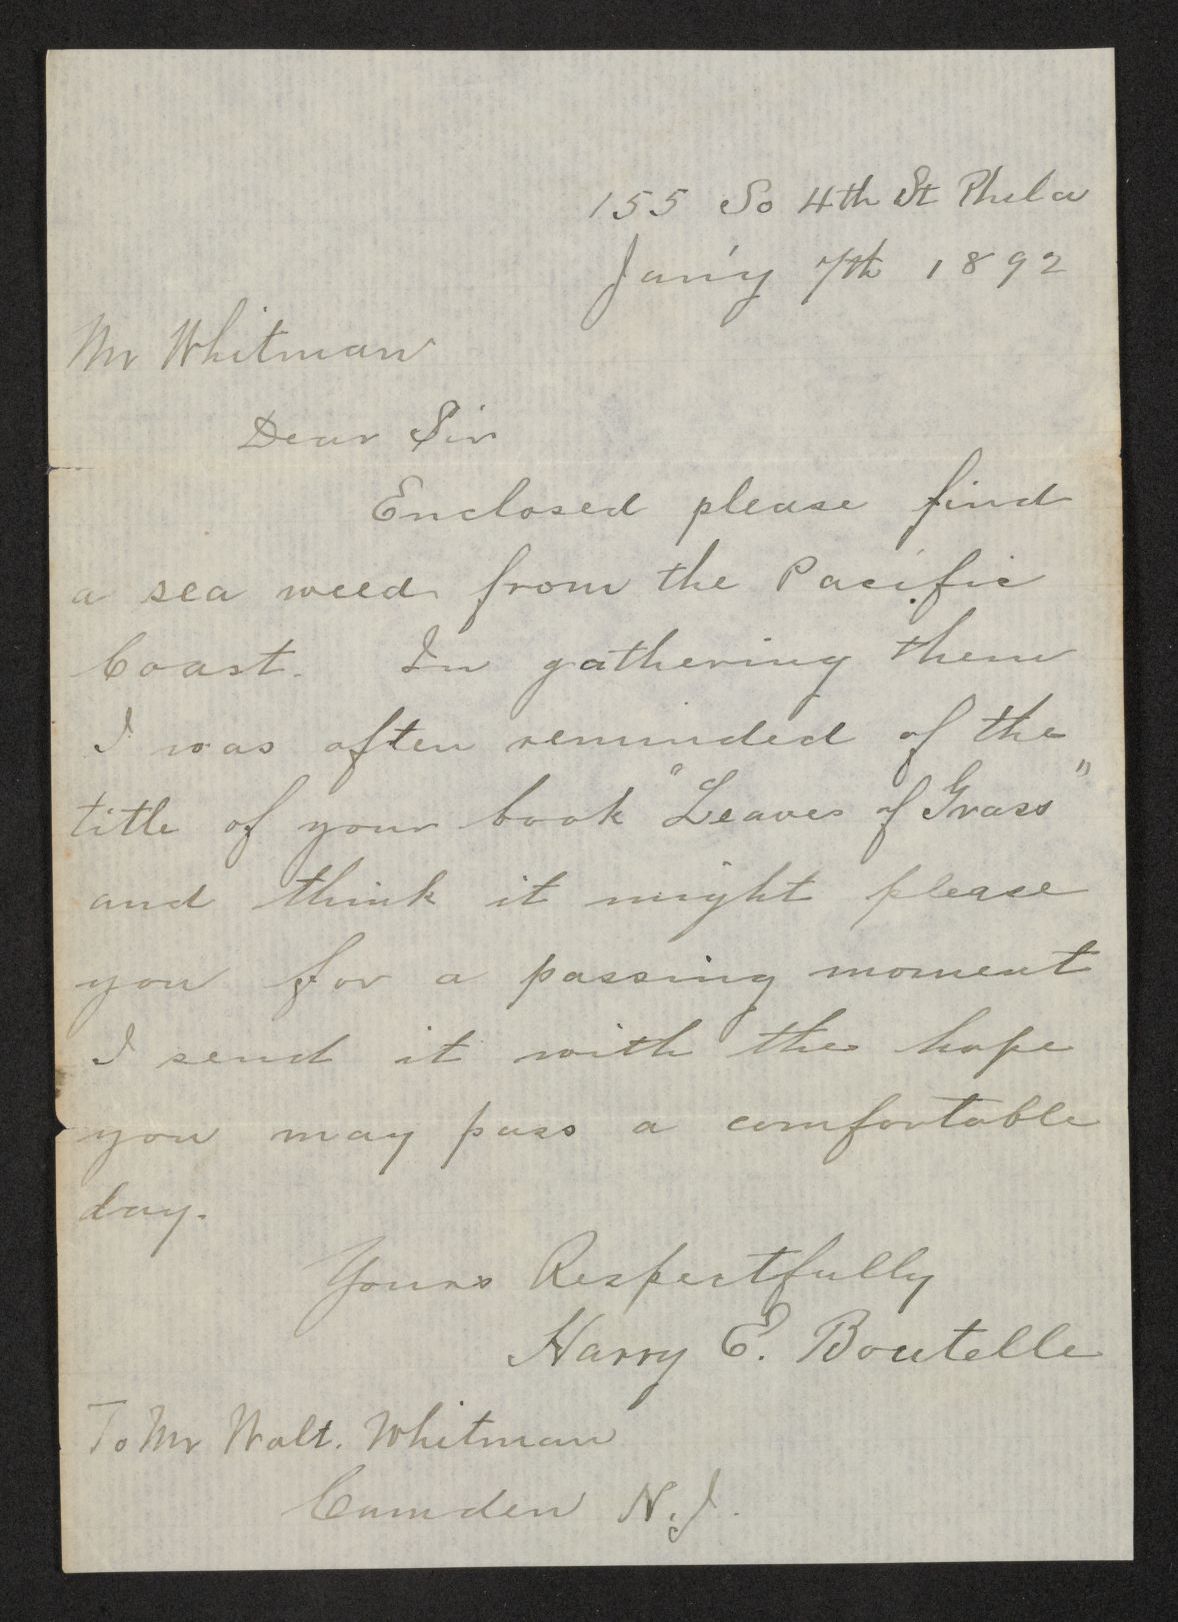 155 So 4th St Phila
Jan'y 7th 1892
Mr Whitman
Dear Sir
Enclosed please find
a sea weed from the Pacific
Coast. In gathering them
I was often reminded of the
title of your book "Leaves of Grass"
and think it might please
you for a passing moment
I send it with the hope
you may pass a comfortable
day.
Yours Respectfully
Harry E. Boutelle
To Mr Walt. Whitman
Camden N.J.